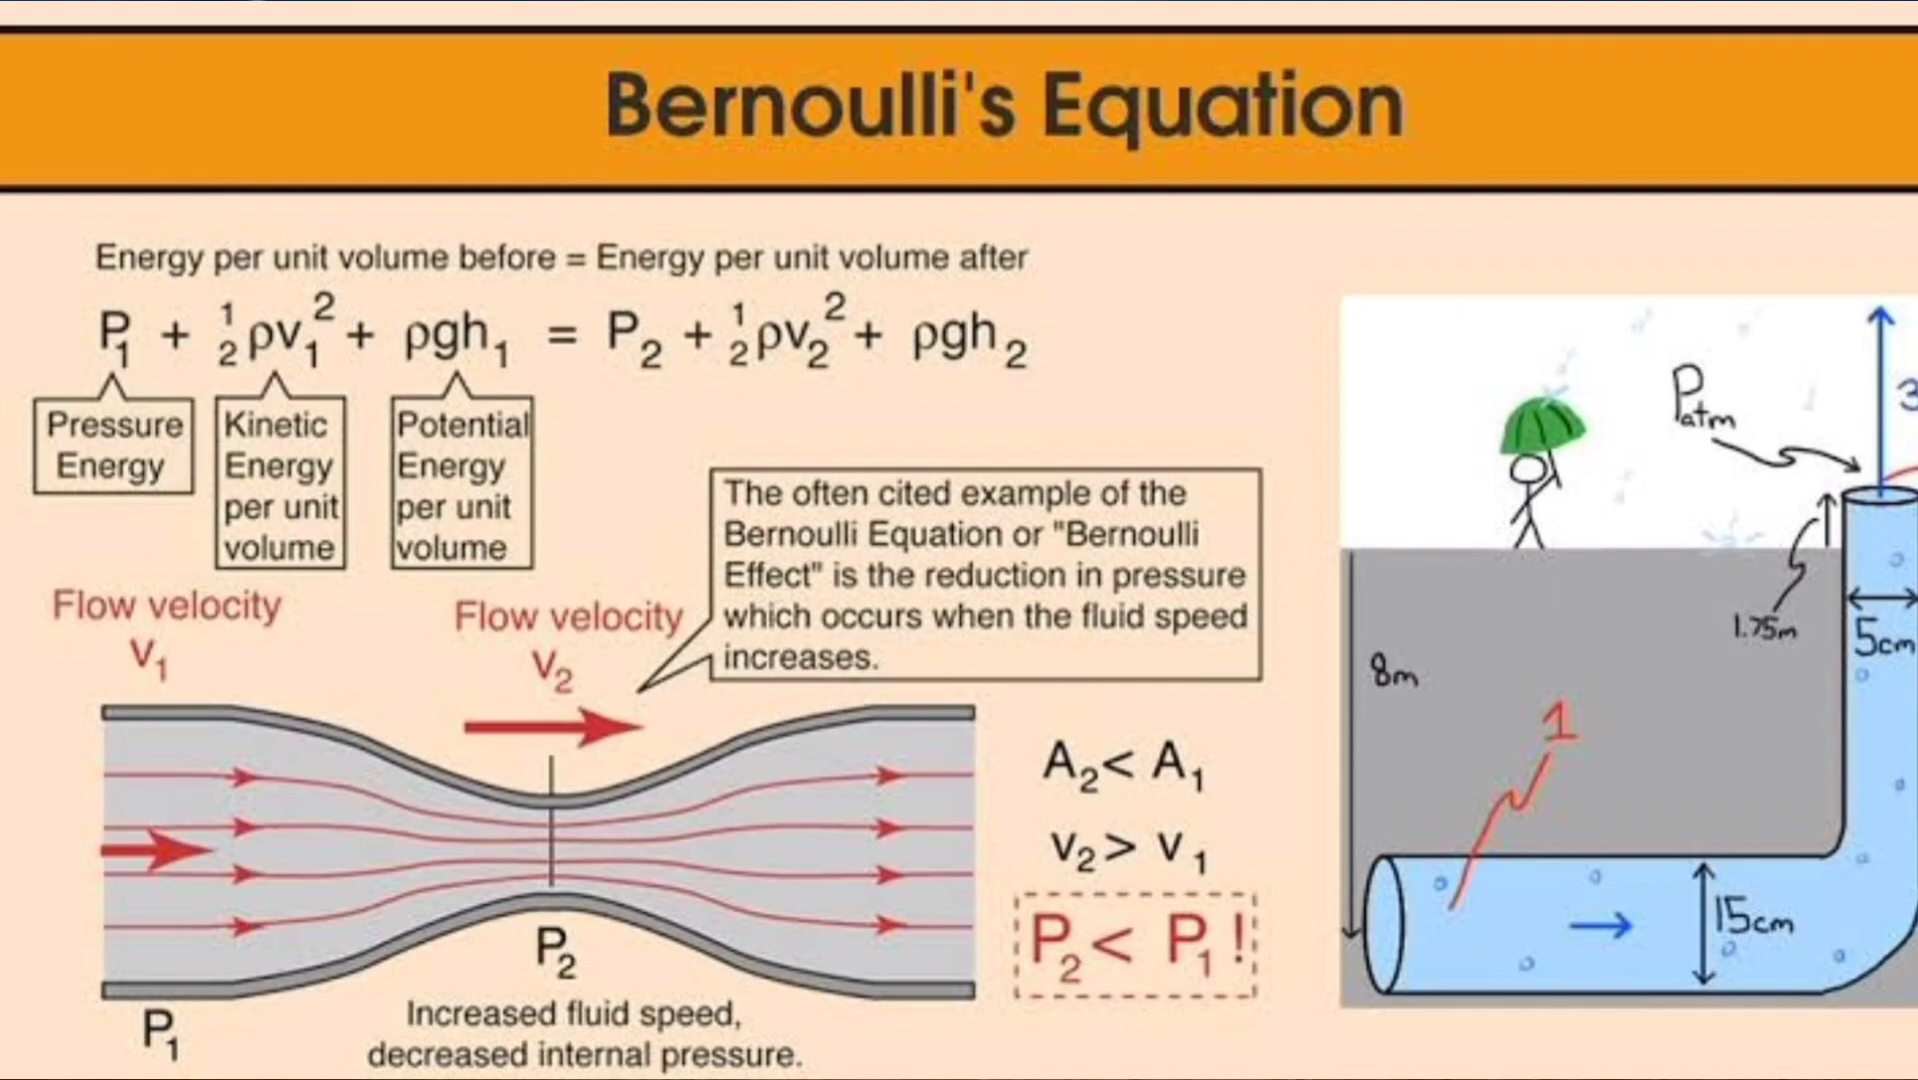 Bernoulli's Equation
Energy per unit volume before = Energy per unit volume after
P₁ + ½ρv₁² + ρgh₁ = P₂ + ½ρv₂² + ρgh₂
Pressure
Energy
Kinetic
Energy
per unit
volume
Potential
Energy
per unit
volume
The often cited example of the
Bernoulli Equation or "Bernoulli
Effect" is the reduction in pressure
which occurs when the fluid speed
increases.
Flow velocity
v₁
Flow velocity
v₂
A₂ < A₁
v₂ > v₁
P₂ < P₁ !
P₂
P₁
Increased fluid speed,
decreased internal pressure.
Patm
3
1.75m
5cm
8m
1
15cm